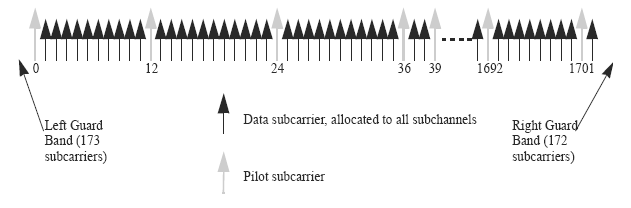 0 12 24 36 39 1692 1701
Left Guard
Band (173
subcarriers)
Data subcarrier, allocated to all subchannels
Right Guard
Band (172
subcarriers)
Pilot subcarrier